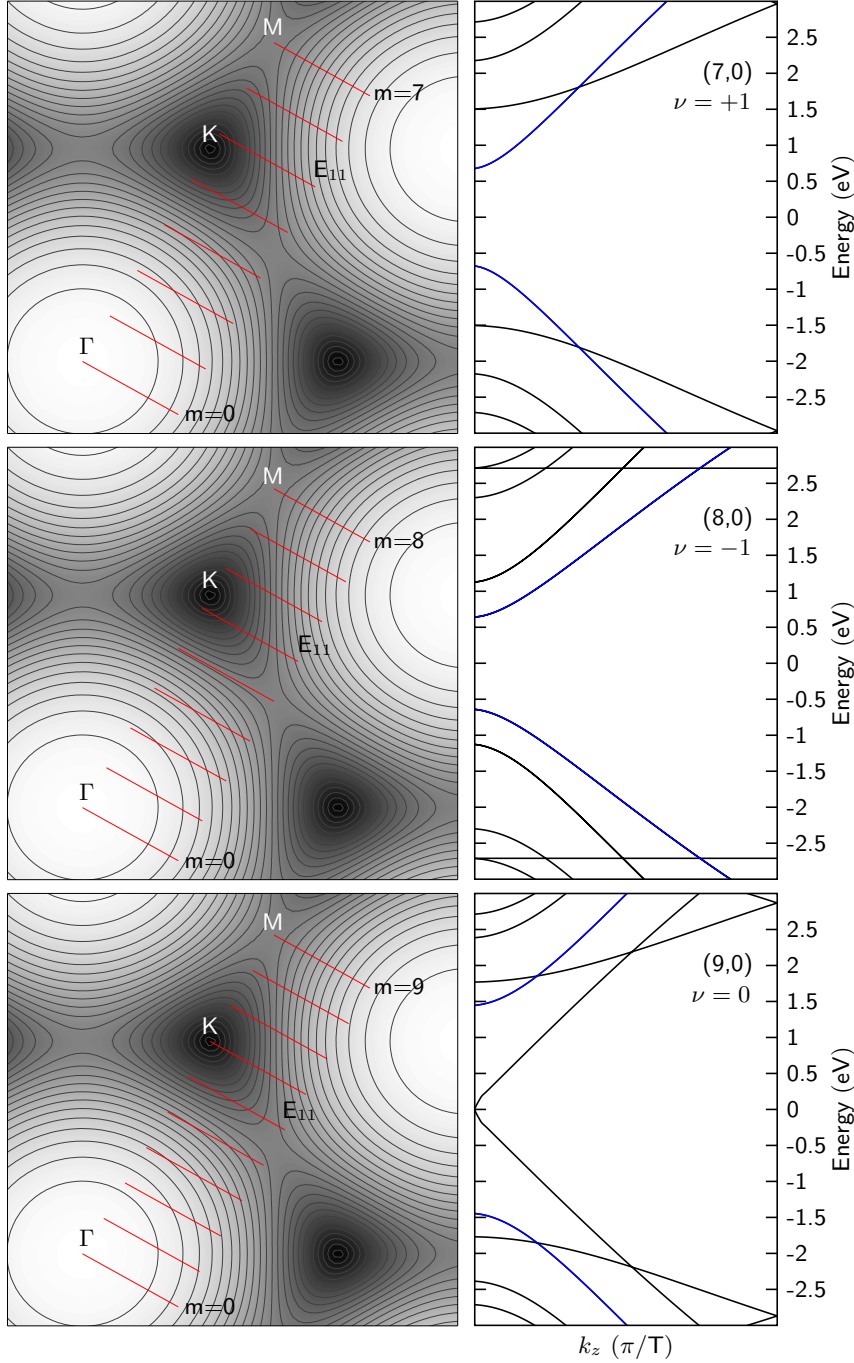 M
m=7
K
E₁₁
Γ
m=0
(7,0)
ν = +1
2.5
2
1.5
1
0.5
0
-0.5
-1
-1.5
-2
-2.5
Energy (eV)
M
m=8
K
E₁₁
Γ
m=0
(8,0)
ν = −1
2.5
2
1.5
1
0.5
0
-0.5
-1
-1.5
-2
-2.5
Energy (eV)
M
m=9
K
E₁₁
Γ
m=0
(9,0)
ν = 0
2.5
2
1.5
1
0.5
0
-0.5
-1
-1.5
-2
-2.5
Energy (eV)
k_z (π/T)